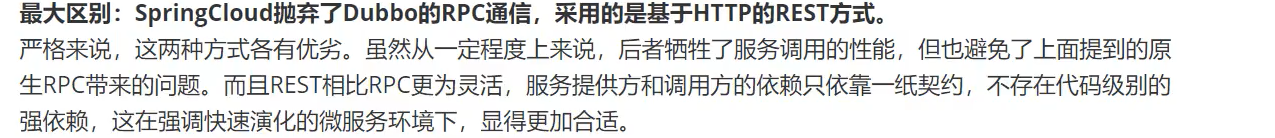 最大区别：SpringCloud抛弃了Dubbo的RPC通信，采用的是基于HTTP的REST方式。
严格来说，这两种方式各有优劣。虽然从一定程度上来说，后者牺牲了服务调用的性能，但也避免了上面提到的原
生RPC带来的问题。而且REST相比RPC更为灵活，服务提供方和调用方的依赖只依靠一纸契约，不存在代码级别的
强依赖，这在强调快速演化的微服务环境下，显得更加合适。